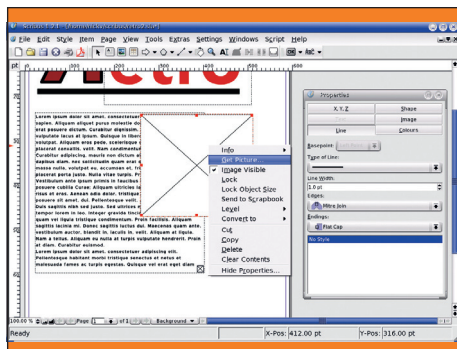 File Edit Style Item Page View Tools Extras Settings Windows Script Help
pt
Lorem ipsum dolor sit amet, consectetuer
sapien. Aliquam aliquet purus molestie do
erat posuere dictum. Curabitur dignissim.
vulputate lacus ut ipsum. Quisque in liber
volutpat. Aliquam eros pede, scelerisque
placerat convallis, velit. Nam condimentu
Curabitur adipiscing, mauris non dictum al
dapibus diam, nec sollicitudin quam erat
massa nulla, volutpat eu, accumsan et, fr
placerat porta justo. Nulla vitae turpis. Pr
Vestibulum ante ipsum primis in faucibus
posuere cubilia Curae; Aliquam ultricies
risus at eros. Aenean odio dolor, tristique
posuere sit amet, dui. Pellentesque velit.
Duis sagittis nibh sed justo. Sed ultrices
tempor lorem in leo. Integer gravida tincid
quam vel ligula tristique condimentum. Proin facilisis. Aliquam
sagittis lacinia mi. Donec sagittis luctus dui. Maecenas quam ante,
vestibulum auctor, blandit in, iaculis in, velit. Aliquam at ligula.
Nam a tellus. Aliquam eu nulla at turpis vulputate hendrerit. Proin
at diam. Curabitur euismod.
Lorem ipsum dolor sit amet, consectetuer adipiscing elit.
Pellentesque habitant morbi tristique senectus et netus et
malesuada fames ac turpis egestas. Quisque vel erat eget diam
Info
Get Picture...
Image Visible
Lock
Lock Object Size
Send to Scrapbook
Level
Convert to
Cut
Copy
Delete
Clear Contents
Hide Properties...
Properties
X, Y, Z Shape
Image
Line Colours
Basepoint:
Type of Line:
Line Width:
1.0 pt
Edges:
Mitre Join
Endings:
Flat Cap
No Style
100.00 % Page 1 of 1 Background
Ready X-Pos: 412.00 pt Y-Pos: 316.00 pt